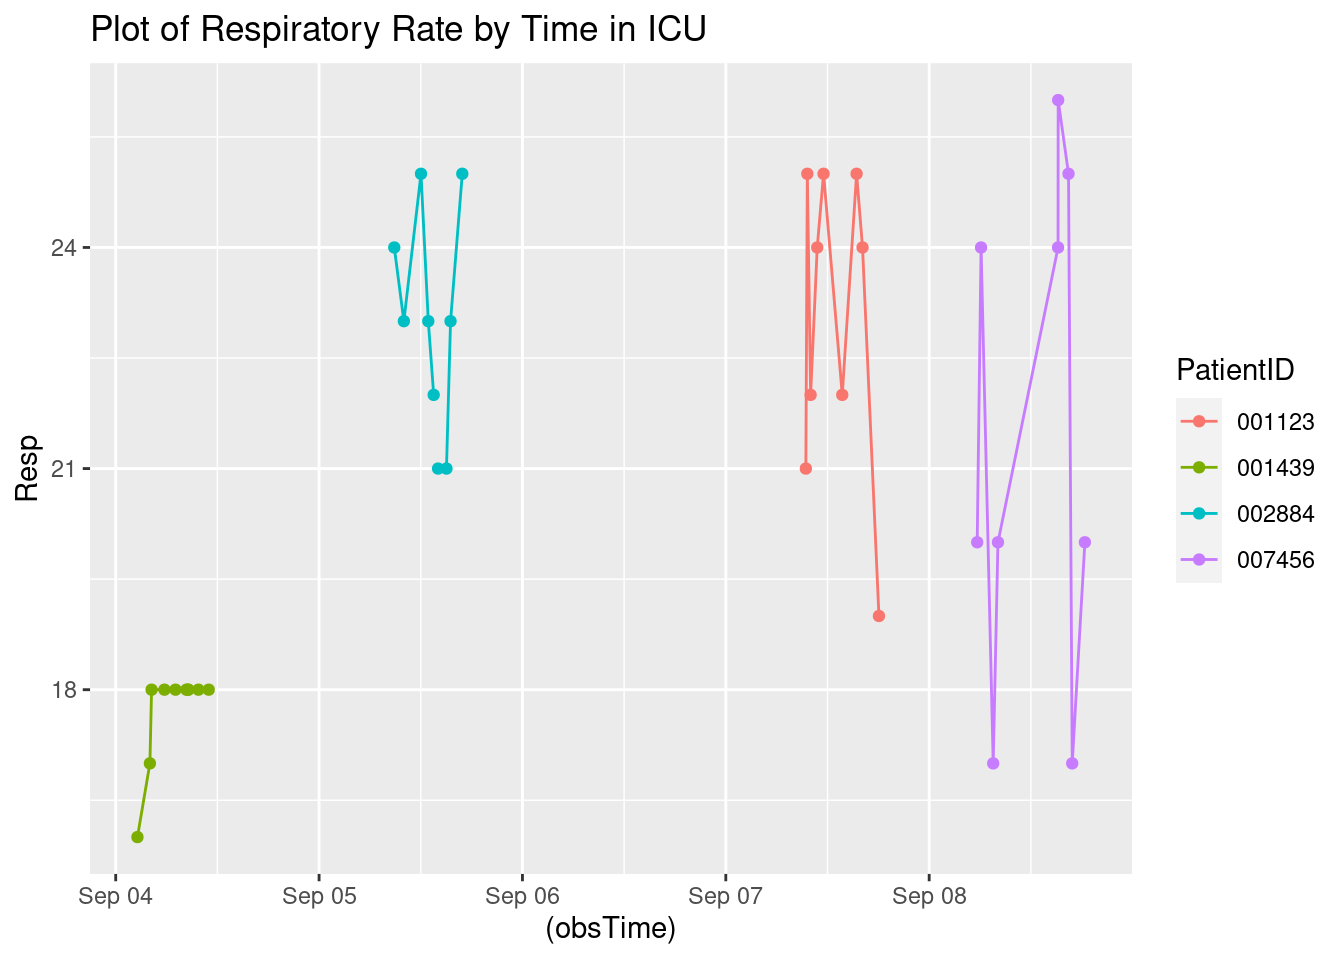 Plot of Respiratory Rate by Time in ICU
Resp
24
21
18
Sep 04
Sep 05
Sep 06
Sep 07
Sep 08
(obsTime)
PatientID
001123
001439
002884
007456